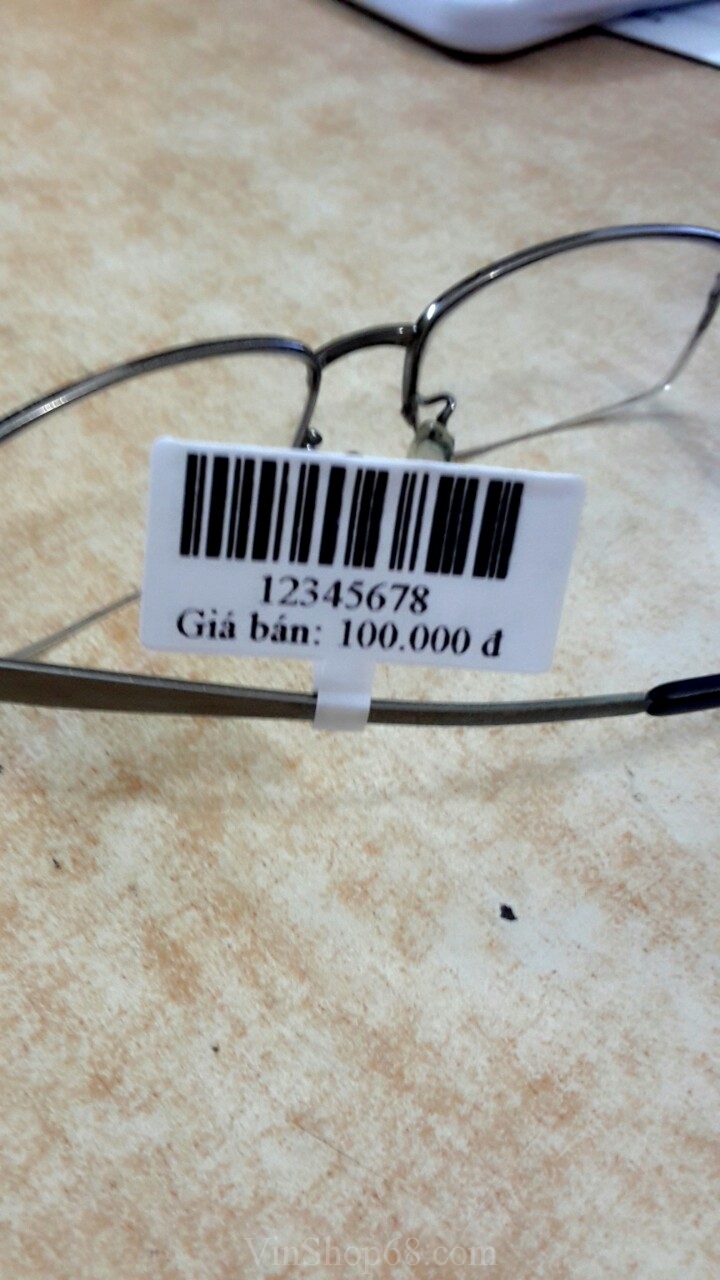 12345678
Giá bán: 100.000 đ
VinShop68.com